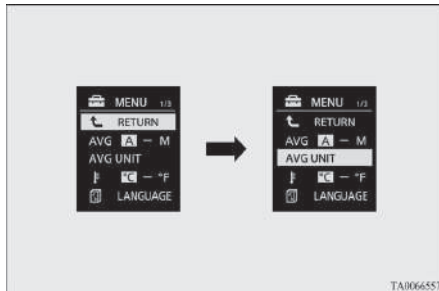 MENU 1/3
RETURN
AVG A – M
AVG UNIT
°C – °F
LANGUAGE
MENU 1/3
RETURN
AVG A – M
AVG UNIT
°C – °F
LANGUAGE
TA0066557